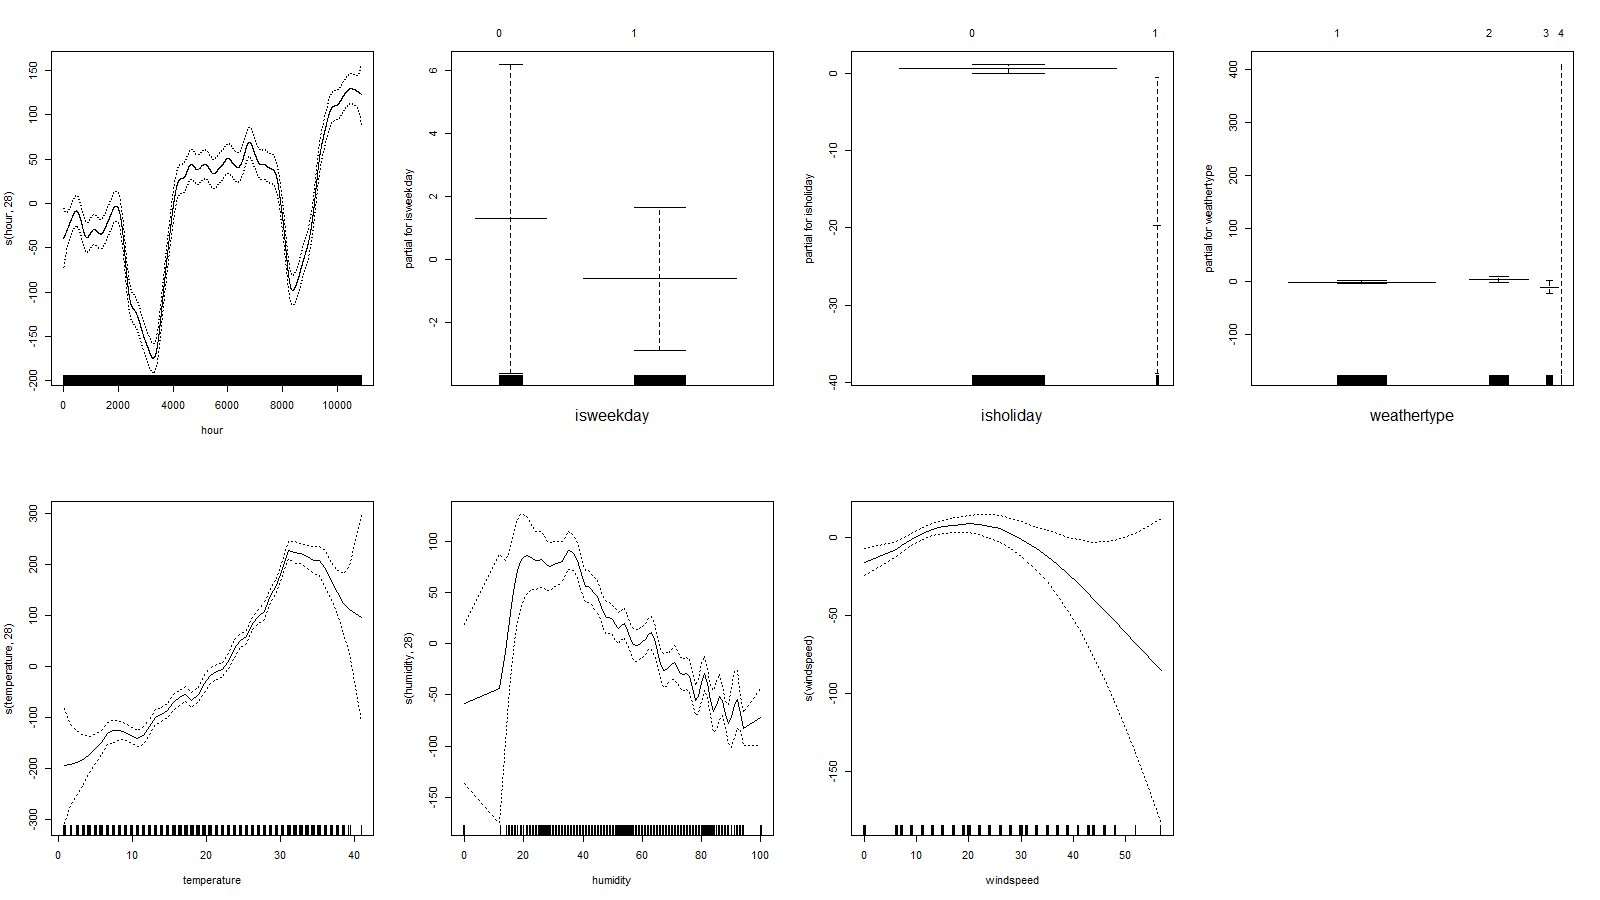 0 1
0 1
1 2 3 4
150
100
50
0
-50
-100
-150
-200
s(hour, 28)
0 2000 4000 6000 8000 10000
hour
6
4
2
0
-2
partial for isweekday
isweekday
0
-10
-20
-30
-40
partial for isholiday
isholiday
400
300
200
100
0
-100
partial for weathertype
weathertype
300
200
100
0
-100
-200
-300
s(temperature, 28)
0 10 20 30 40
temperature
100
50
0
-50
-100
-150
s(humidity, 28)
0 20 40 60 80 100
humidity
0
-50
-100
-150
s(windspeed)
0 10 20 30 40 50
windspeed